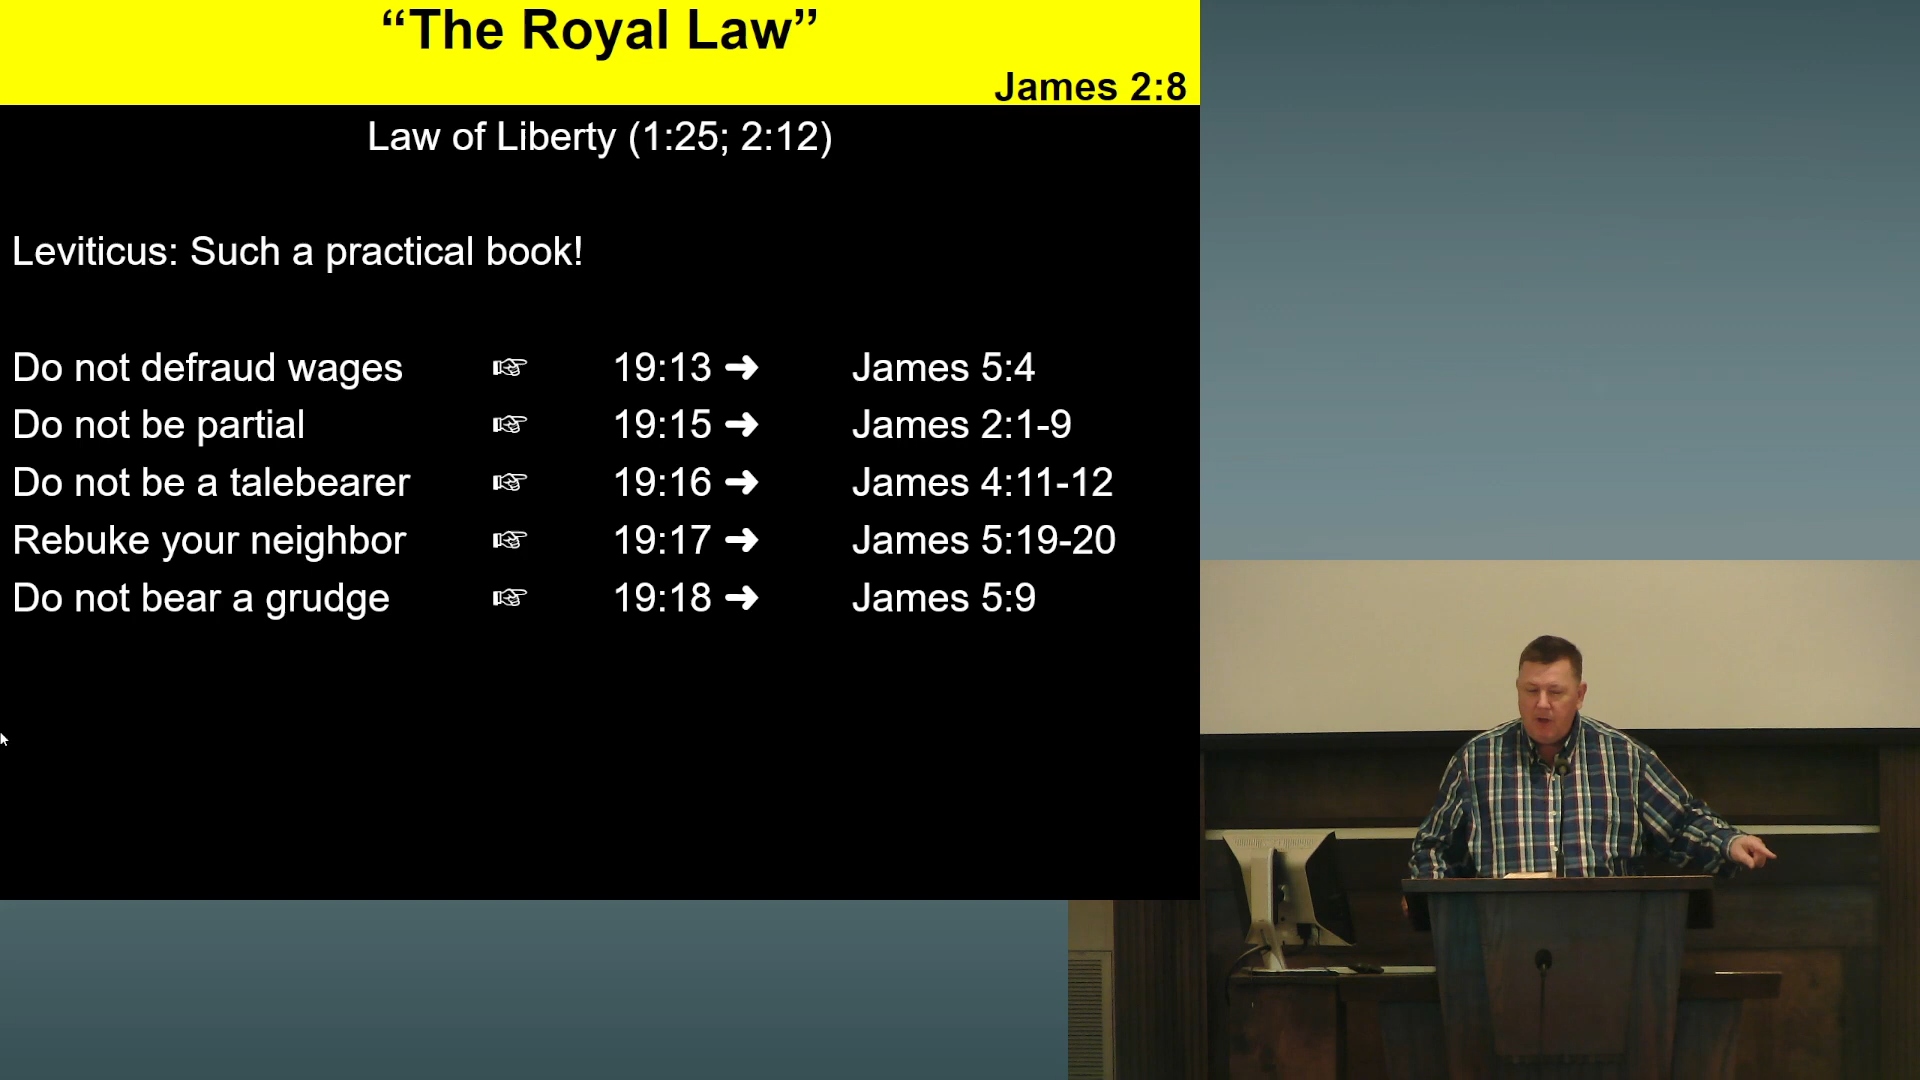 “The Royal Law”
James 2:8
Law of Liberty (1:25; 2:12)
Leviticus: Such a practical book!
Do not defraud wages ☞ 19:13 ➜ James 5:4
Do not be partial ☞ 19:15 ➜ James 2:1-9
Do not be a talebearer ☞ 19:16 ➜ James 4:11-12
Rebuke your neighbor ☞ 19:17 ➜ James 5:19-20
Do not bear a grudge ☞ 19:18 ➜ James 5:9